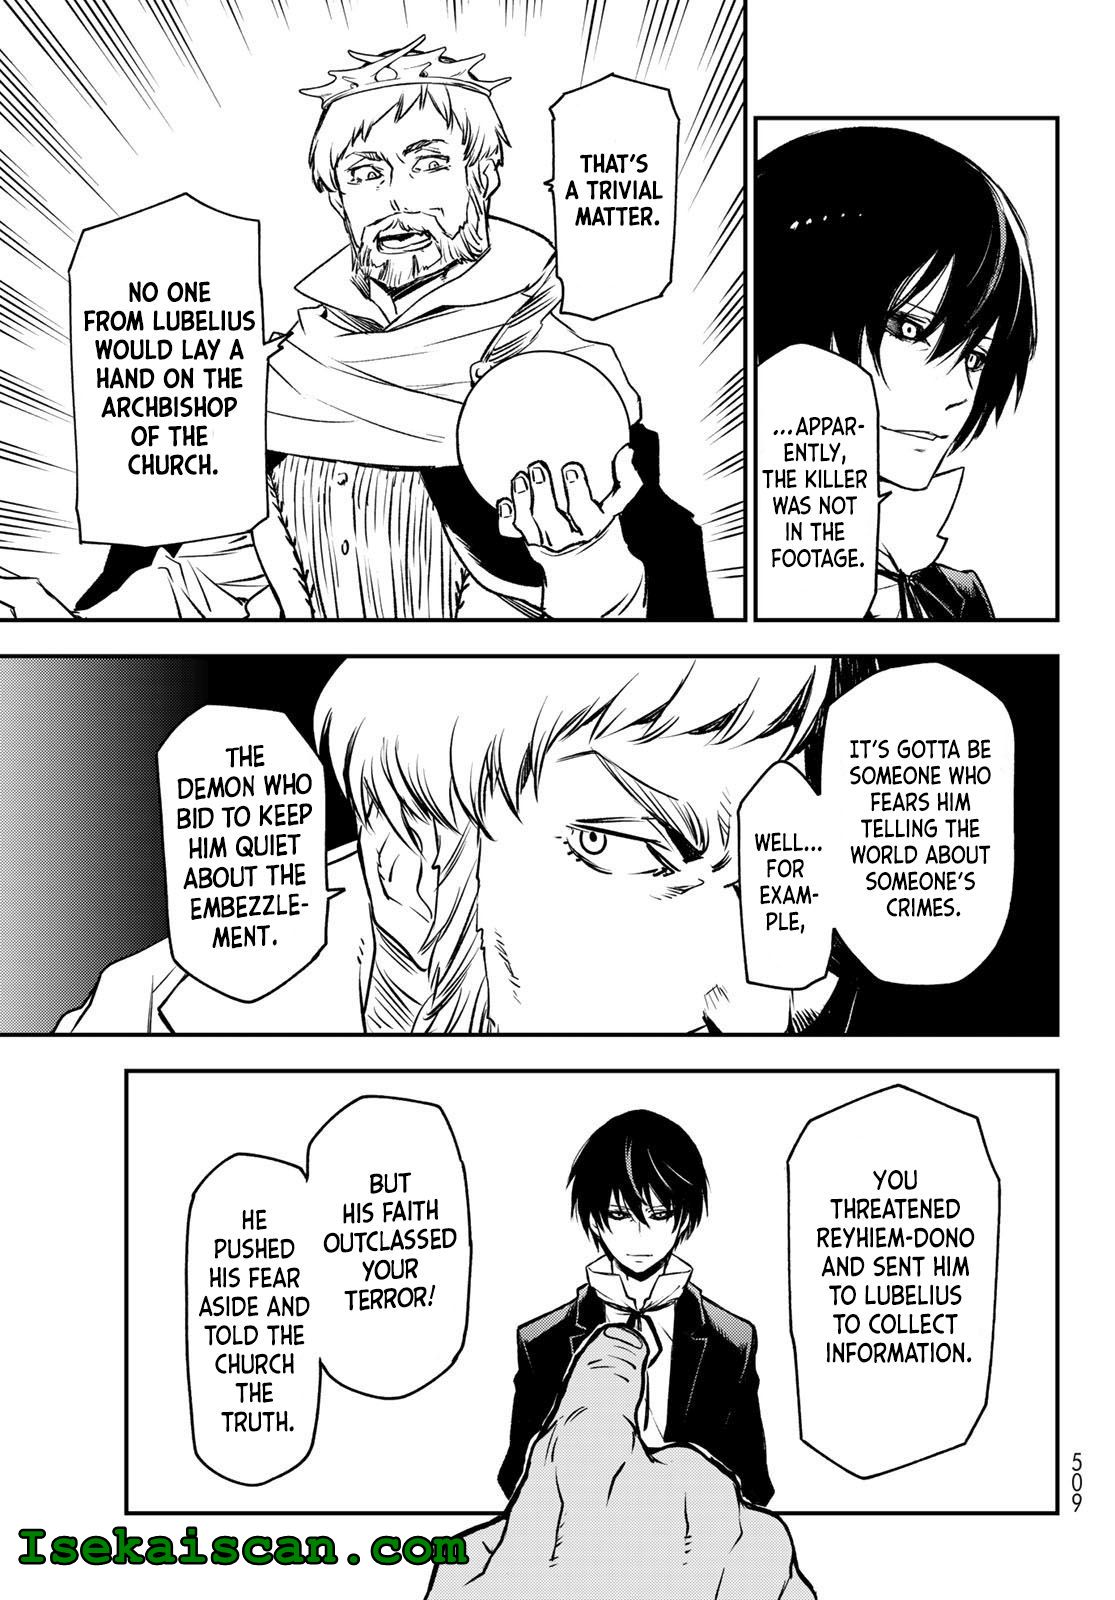 ...APPAR-
ENTLY,
THE KILLER
WAS NOT
IN THE
FOOTAGE.
THAT'S
A TRIVIAL
MATTER.
NO ONE
FROM LUBELIUS
WOULD LAY A
HAND ON THE
ARCHBISHOP
OF THE
CHURCH.
IT'S GOTTA BE
SOMEONE WHO
FEARS HIM
TELLING THE
WORLD ABOUT
SOMEONE'S
CRIMES.
WELL...
FOR
EXAM-
PLE,
THE
DEMON WHO
BID TO KEEP
HIM QUIET
ABOUT THE
EMBEZZLE-
MENT.
YOU
THREATENED
REYHIEM-DONO
AND SENT HIM
TO LUBELIUS
TO COLLECT
INFORMATION.
BUT
HIS FAITH
OUTCLASSED
YOUR
TERROR!
HE
PUSHED
HIS FEAR
ASIDE AND
TOLD THE
CHURCH
THE
TRUTH.
509
Isekaiscan.com